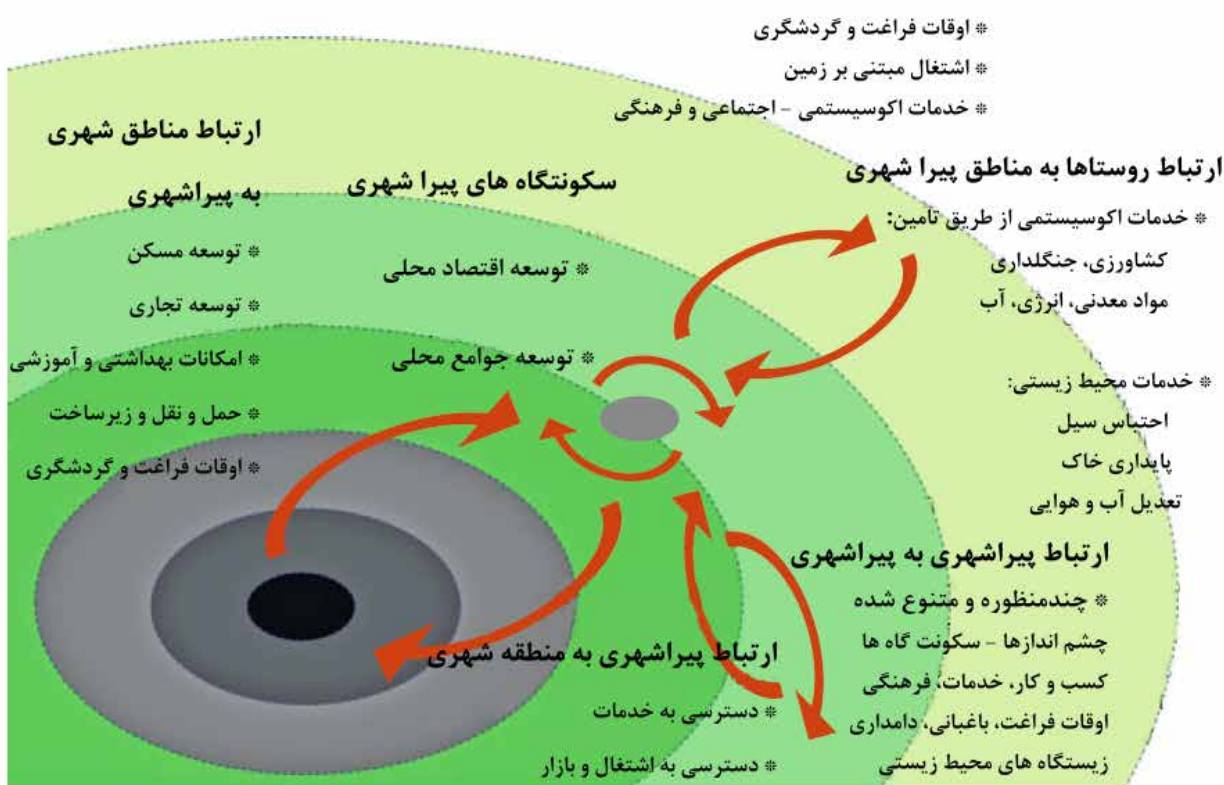 * اوقات فراغت و گردشگری
* اشتغال مبتنی بر زمین
* خدمات اکوسیستمی - اجتماعی و فرهنگی
ارتباط روستاها به مناطق پیرا شهری
* خدمات اکوسیستمی از طریق تأمین:
کشاورزی، جنگلداری
مواد معدنی، انرژی، آب
* خدمات محیط زیستی:
احتباس سیل
پایداری خاک
تعدیل آب و هوایی
ارتباط پیراشهری به پیراشهری
* چندمنظوره و متنوع شده
چشم اندازها - سکونت گاه ها
کسب و کار، خدمات، فرهنگی
اوقات فراغت، باغبانی، دامداری
زیستگاه های محیط زیستی
سکونتگاه های پیرا شهری
* توسعه اقتصاد محلی
* توسعه جوامع محلی
ارتباط مناطق شهری
به پیراشهری
* توسعه مسکن
* توسعه تجاری
* امکانات بهداشتی و آموزشی
* حمل و نقل و زیرساخت
* اوقات فراغت و گردشگری
ارتباط پیراشهری به منطقه شهری
* دسترسی به خدمات
* دسترسی به اشتغال و بازار